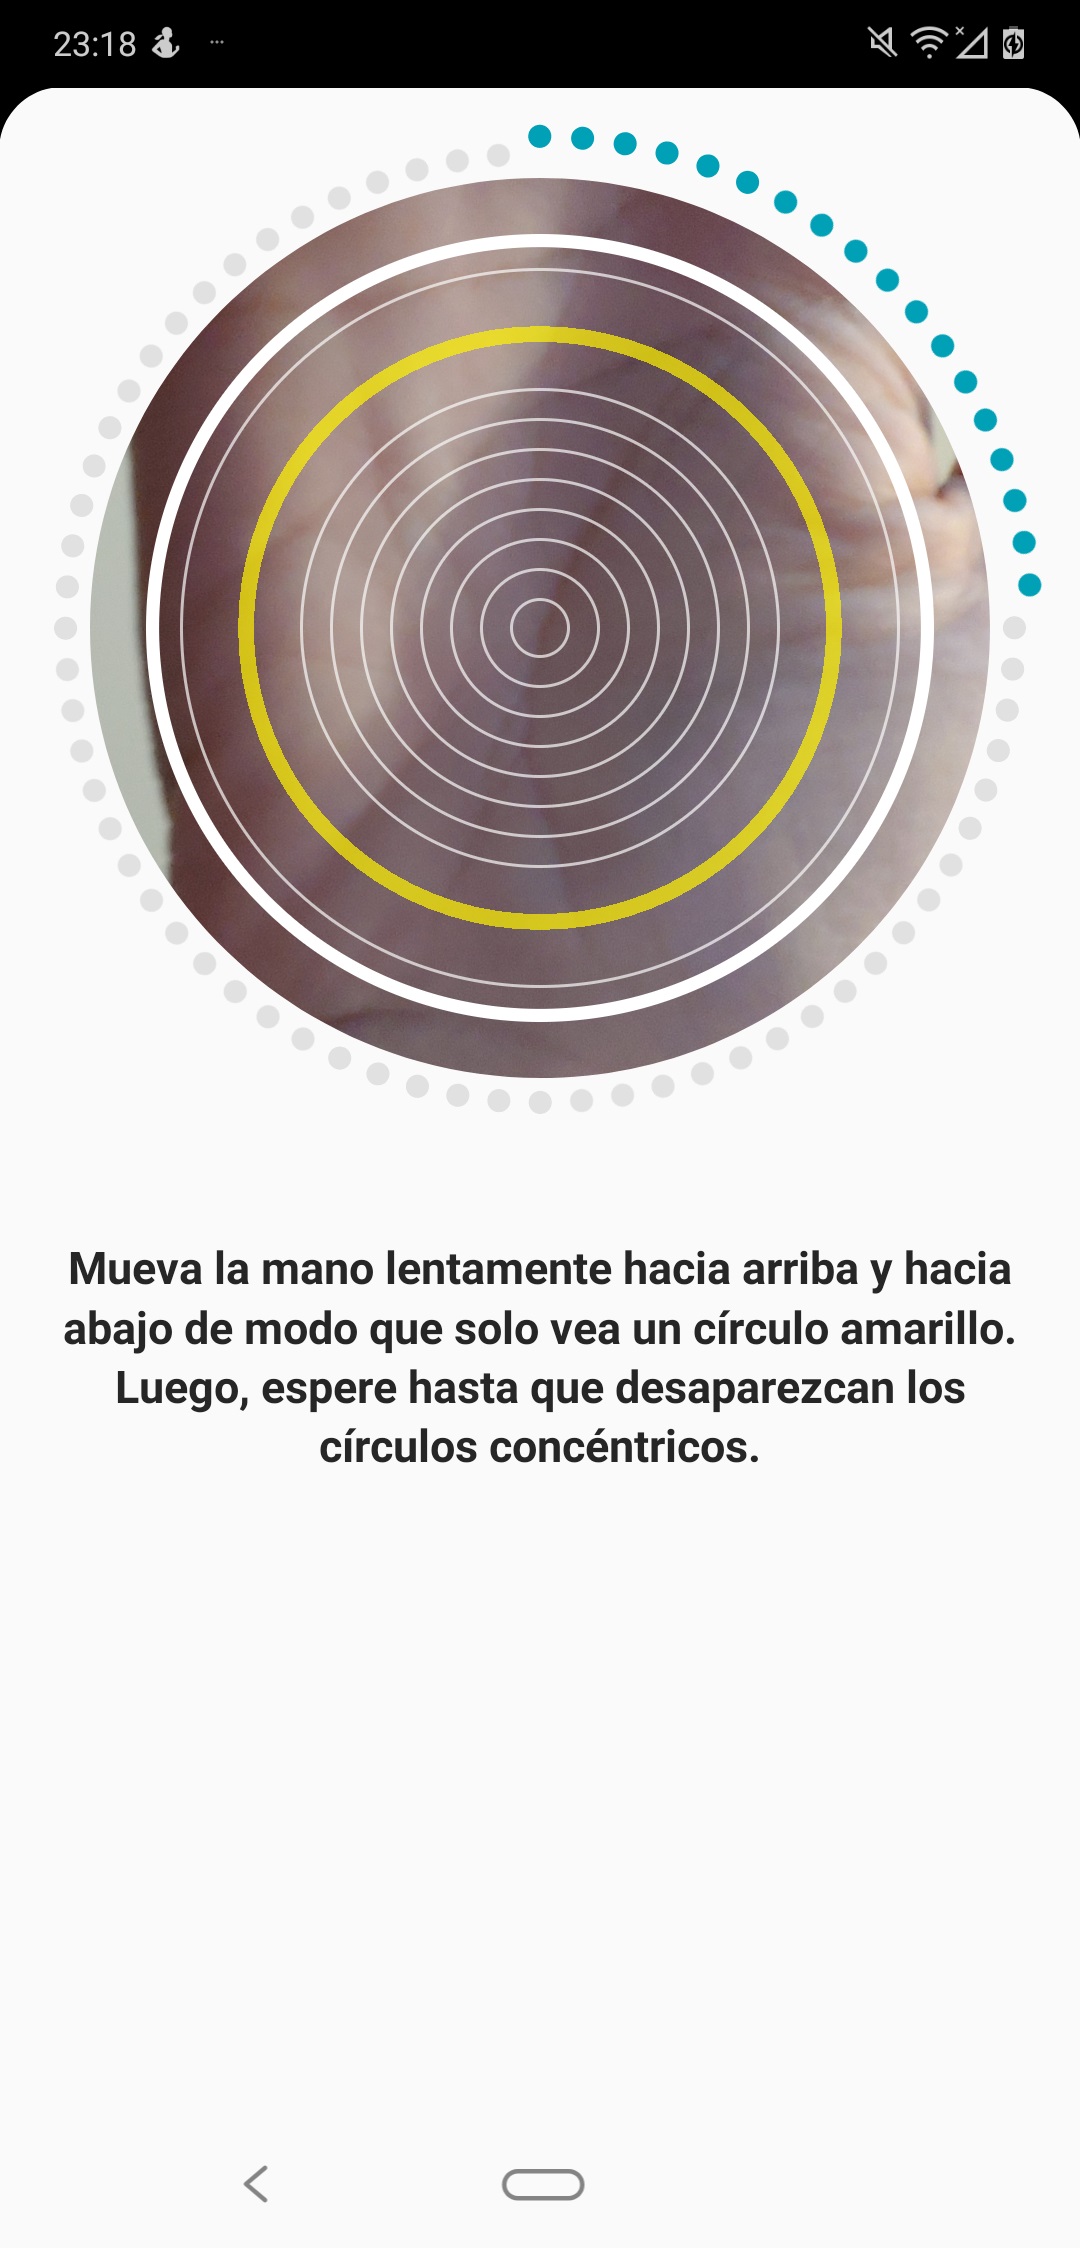 23:18
Mueva la mano lentamente hacia arriba y hacia
abajo de modo que solo vea un círculo amarillo.
Luego, espere hasta que desaparezcan los
círculos concéntricos.